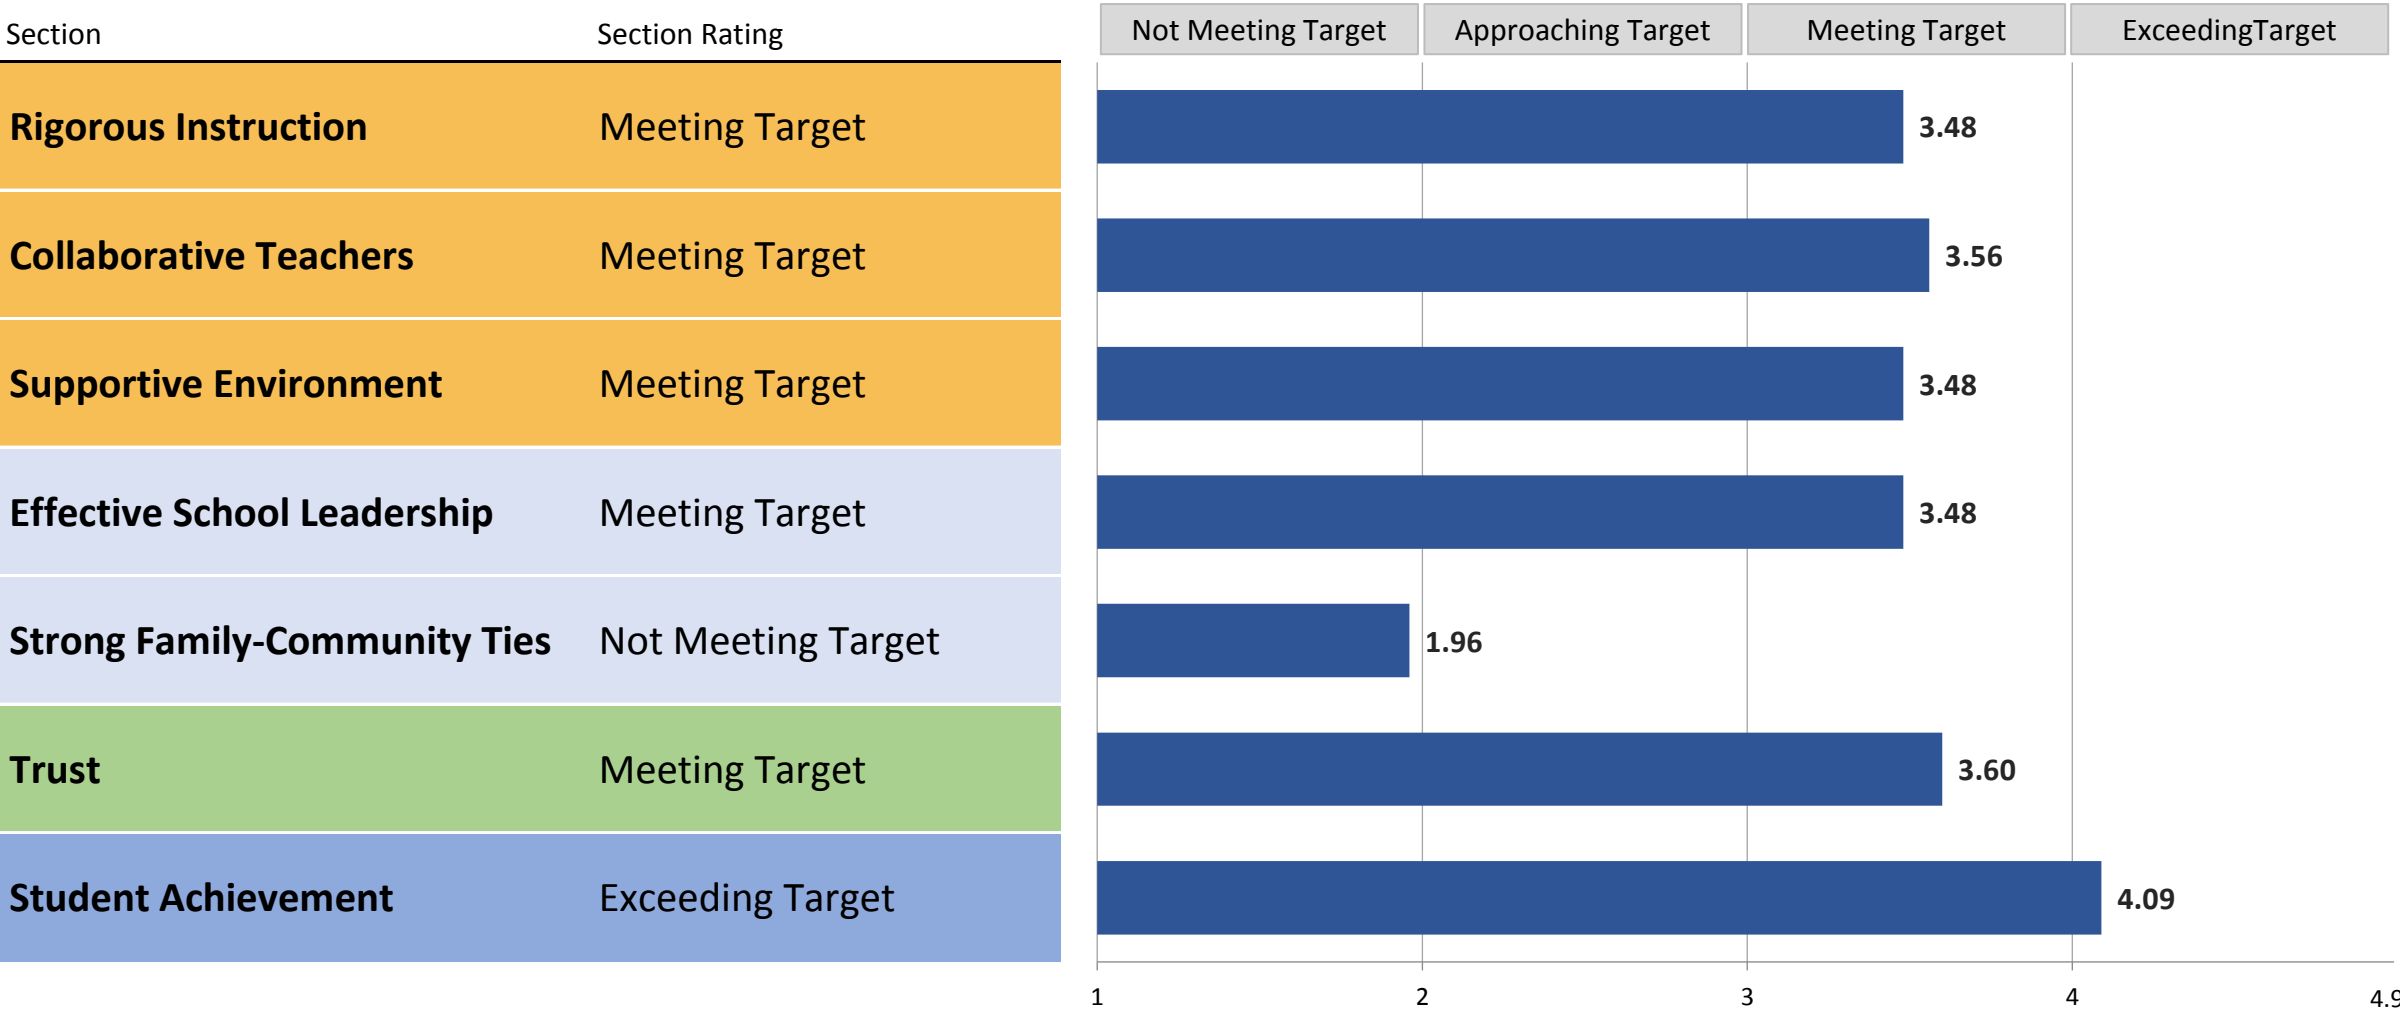 Section Section Rating Not Meeting Target Approaching Target Meeting Target ExceedingTarget
Rigorous Instruction Meeting Target 3.48
Collaborative Teachers Meeting Target 3.56
Supportive Environment Meeting Target 3.48
Effective School Leadership Meeting Target 3.48
Strong Family-Community Ties Not Meeting Target 1.96
Trust Meeting Target 3.60
Student Achievement Exceeding Target 4.09
1 2 3 4 4.9